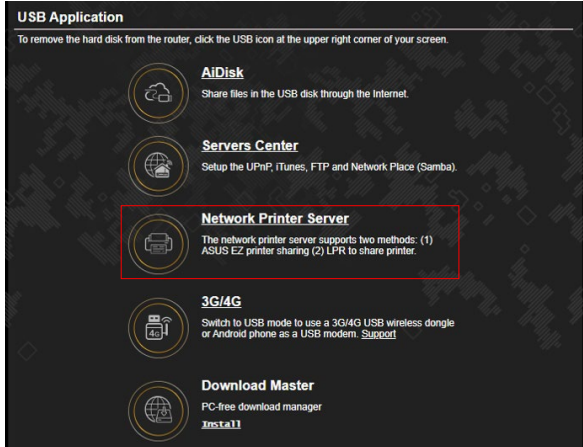 USB Application
To remove the hard disk from the router, click the USB icon at the upper right corner of your screen.
AiDisk
Share files in the USB disk through the Internet.
Servers Center
Setup the UPnP, iTunes, FTP and Network Place (Samba).
Network Printer Server
The network printer server supports two methods: (1)
ASUS EZ printer sharing (2) LPR to share printer.
3G/4G
Switch to USB mode to use a 3G/4G USB wireless dongle
or Android phone as a USB modem. Support
4G
Download Master
PC-free download manager
Install